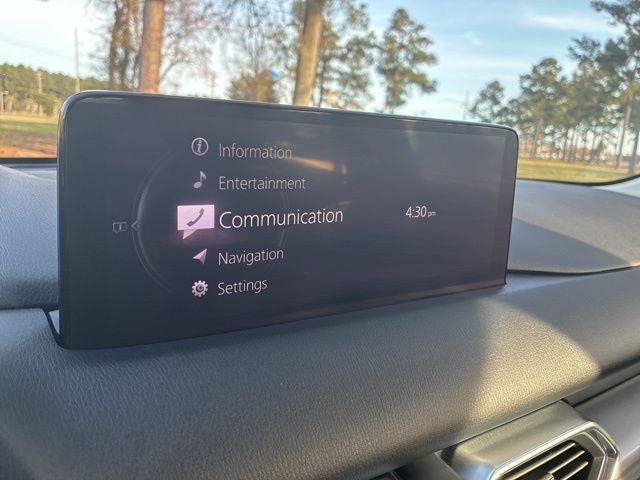 Information
Entertainment
Communication 4:30 pm
Navigation
Settings